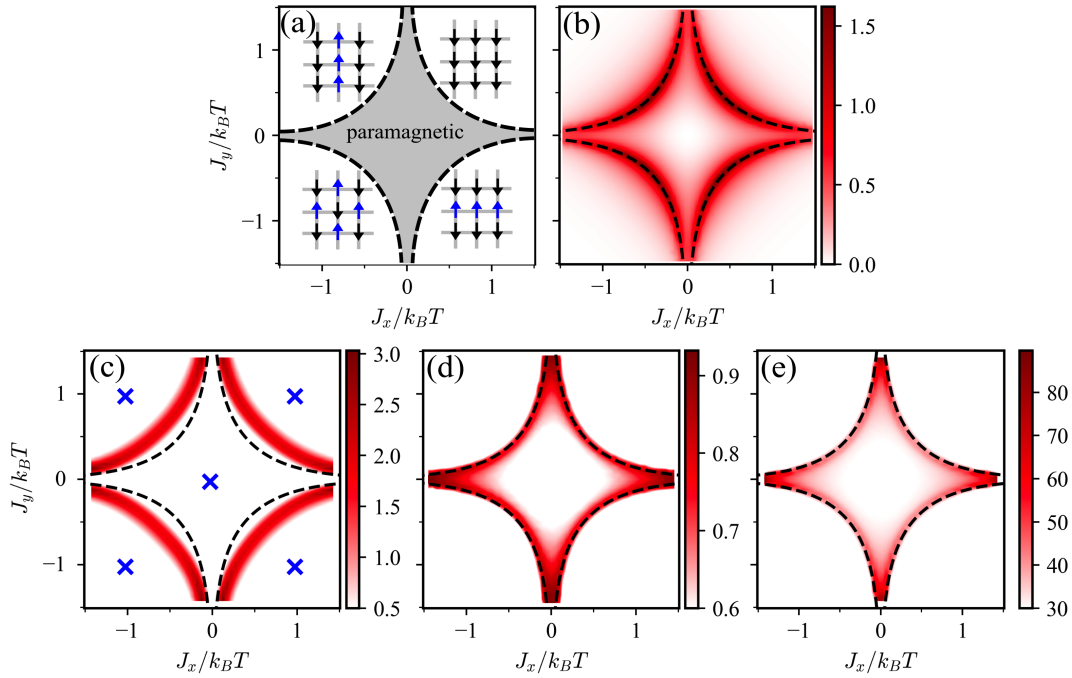 (a)
1
0
−1
J_y/k_BT
paramagnetic
−1 0 1
J_x/k_BT
(b)
−1 0 1
J_x/k_BT
1.5
1.0
0.5
0.0
(c)
1
0
−1
J_y/k_BT
−1 0 1
J_x/k_BT
3.0
2.5
2.0
1.5
1.0
0.5
(d)
−1 0 1
J_x/k_BT
0.9
0.8
0.7
0.6
(e)
−1 0 1
J_x/k_BT
80
70
60
50
40
30